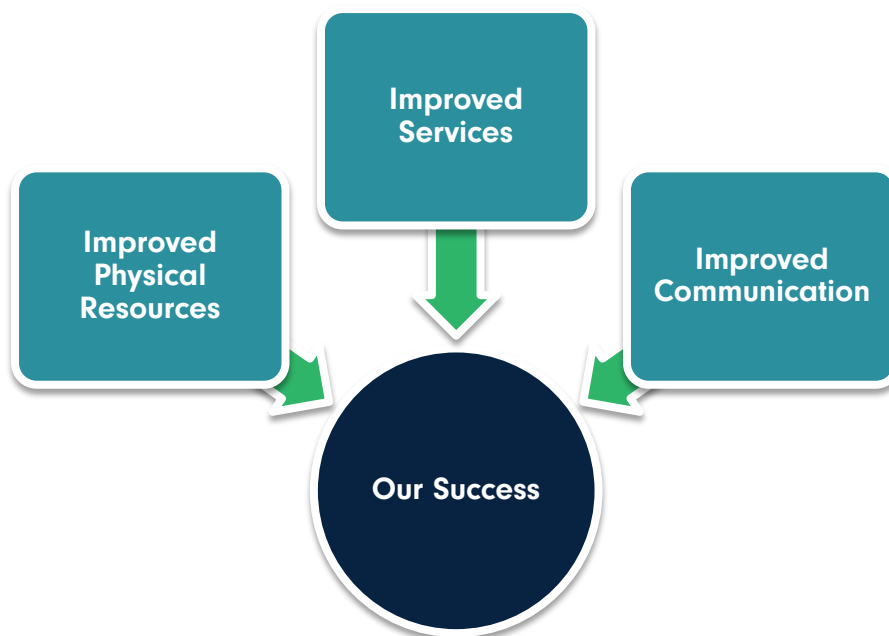 Improved
Services
Improved
Physical
Resources
Improved
Communication
Our Success